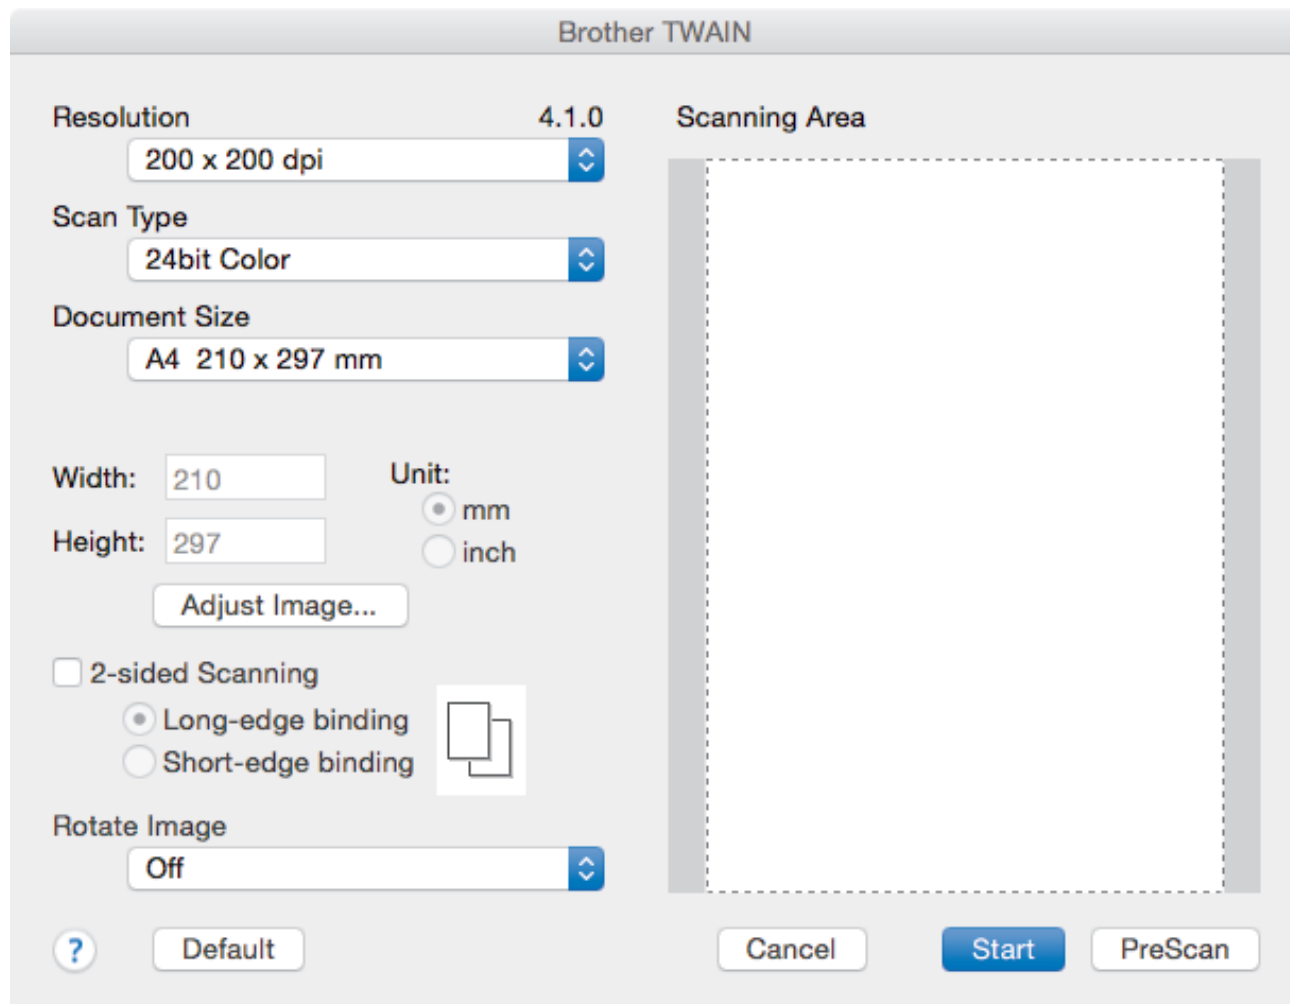 Brother TWAIN
Resolution 4.1.0
200 x 200 dpi
Scan Type
24bit Color
Document Size
A4 210 x 297 mm
Width: 210
Height: 297
Unit:
mm
inch
Adjust Image...
2-sided Scanning
Long-edge binding
Short-edge binding
Rotate Image
Off
? Default
Scanning Area
Cancel Start PreScan